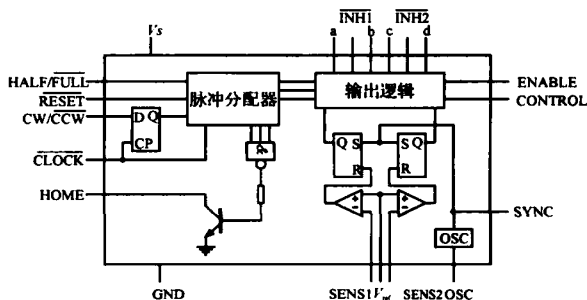 Vs
INH1
INH2
a
b
c
d
HALF/FULL
RESET
CW/CCW
CLOCK
HOME
脉冲分配器
输出逻辑
ENABLE
CONTROL
D Q
CP
Q S
R
S Q
R
SYNC
OSC
GND
SENS1
Vref
SENS2
OSC